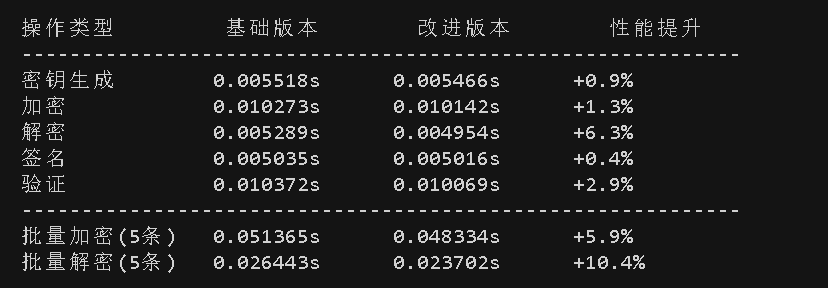 操作类型 基础版本 改进版本 性能提升
------------------------------------------------------------
密钥生成 0.005518s 0.005466s +0.9%
加密 0.010273s 0.010142s +1.3%
解密 0.005289s 0.004954s +6.3%
签名 0.005035s 0.005016s +0.4%
验证 0.010372s 0.010069s +2.9%
------------------------------------------------------------
批量加密(5条) 0.051365s 0.048334s +5.9%
批量解密(5条) 0.026443s 0.023702s +10.4%